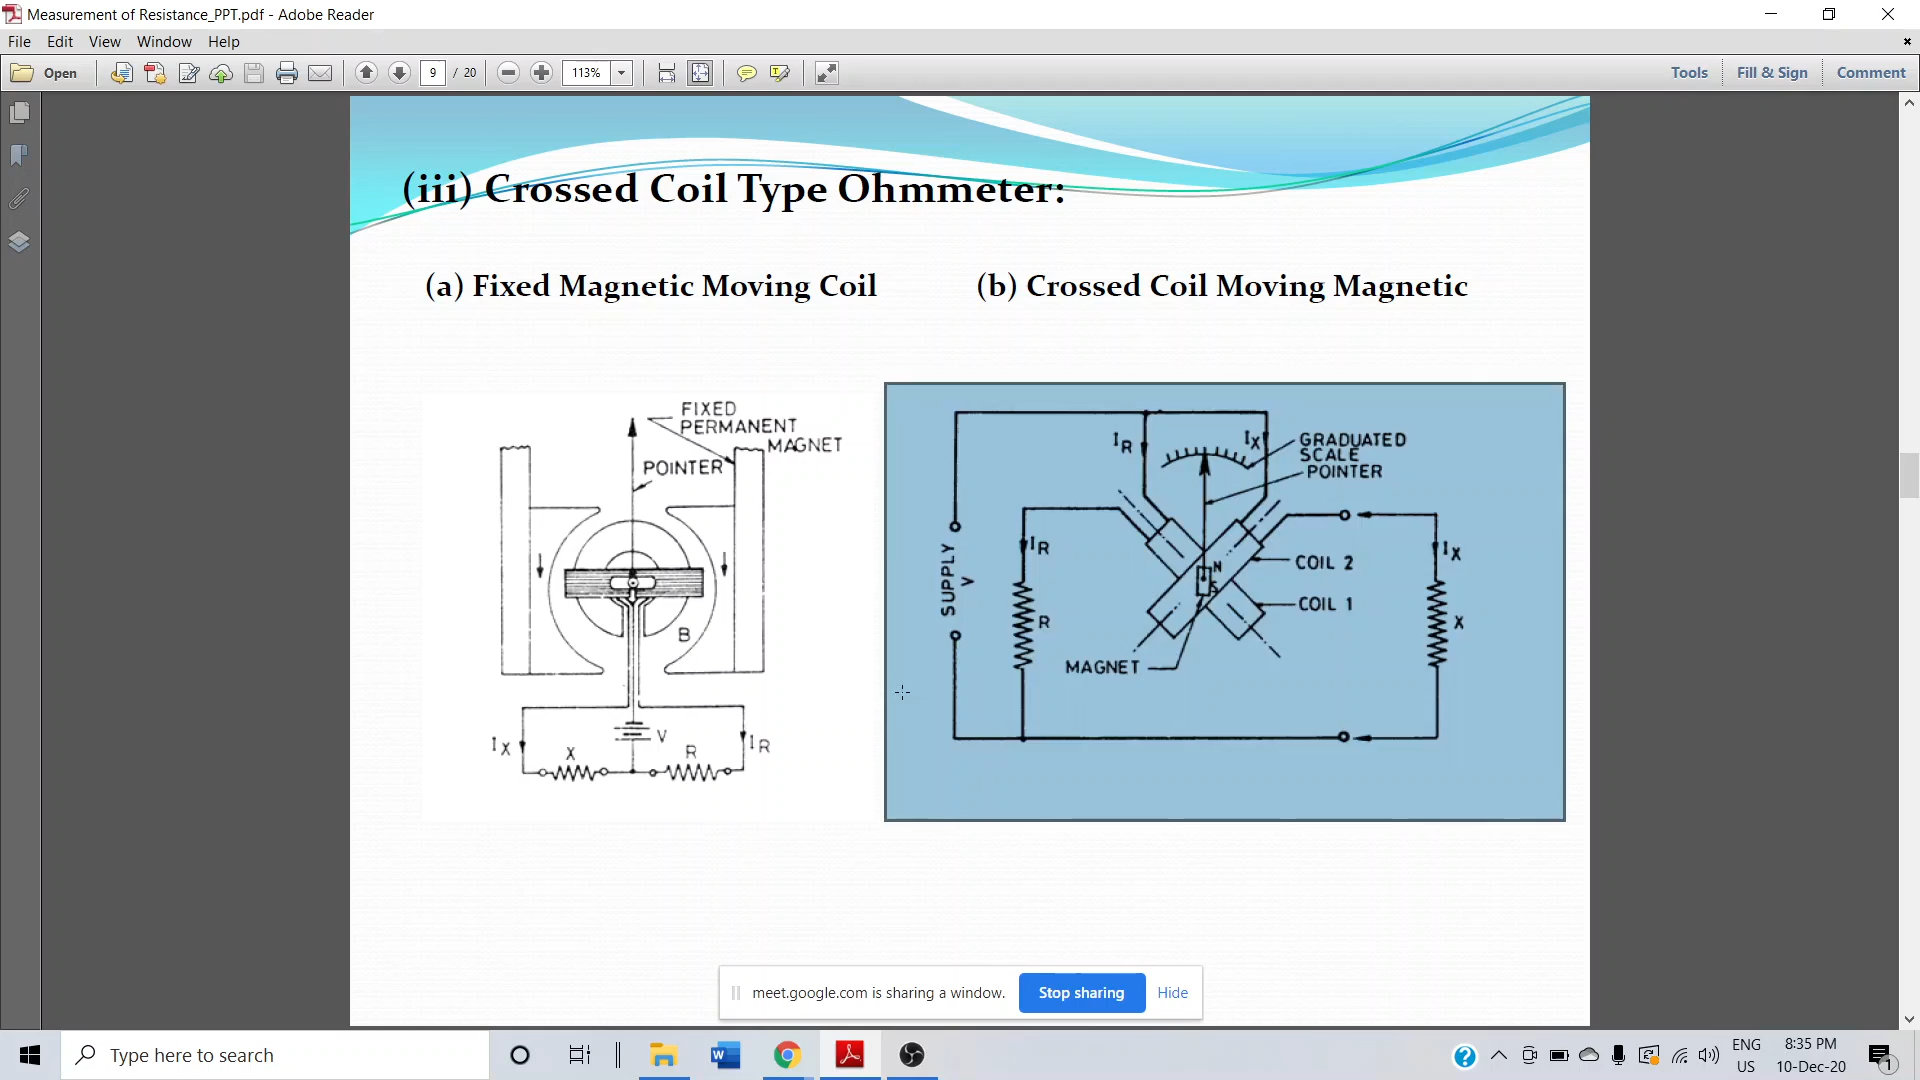 Measurement of Resistance_PPT.pdf - Adobe Reader
File Edit View Window Help
Open 9 / 20 113% Tools Fill & Sign Comment
(iii) Crossed Coil Type Ohmmeter:
(a) Fixed Magnetic Moving Coil
(b) Crossed Coil Moving Magnetic
FIXED
PERMANENT
MAGNET
POINTER
B
V
IX
X
R
IR
IR
IX
GRADUATED
SCALE
POINTER
IR
SUPPLY
V
R
N
S
COIL 2
COIL 1
IX
X
MAGNET
meet.google.com is sharing a window. Stop sharing Hide
Type here to search
ENG
US
8:35 PM
10-Dec-20
1